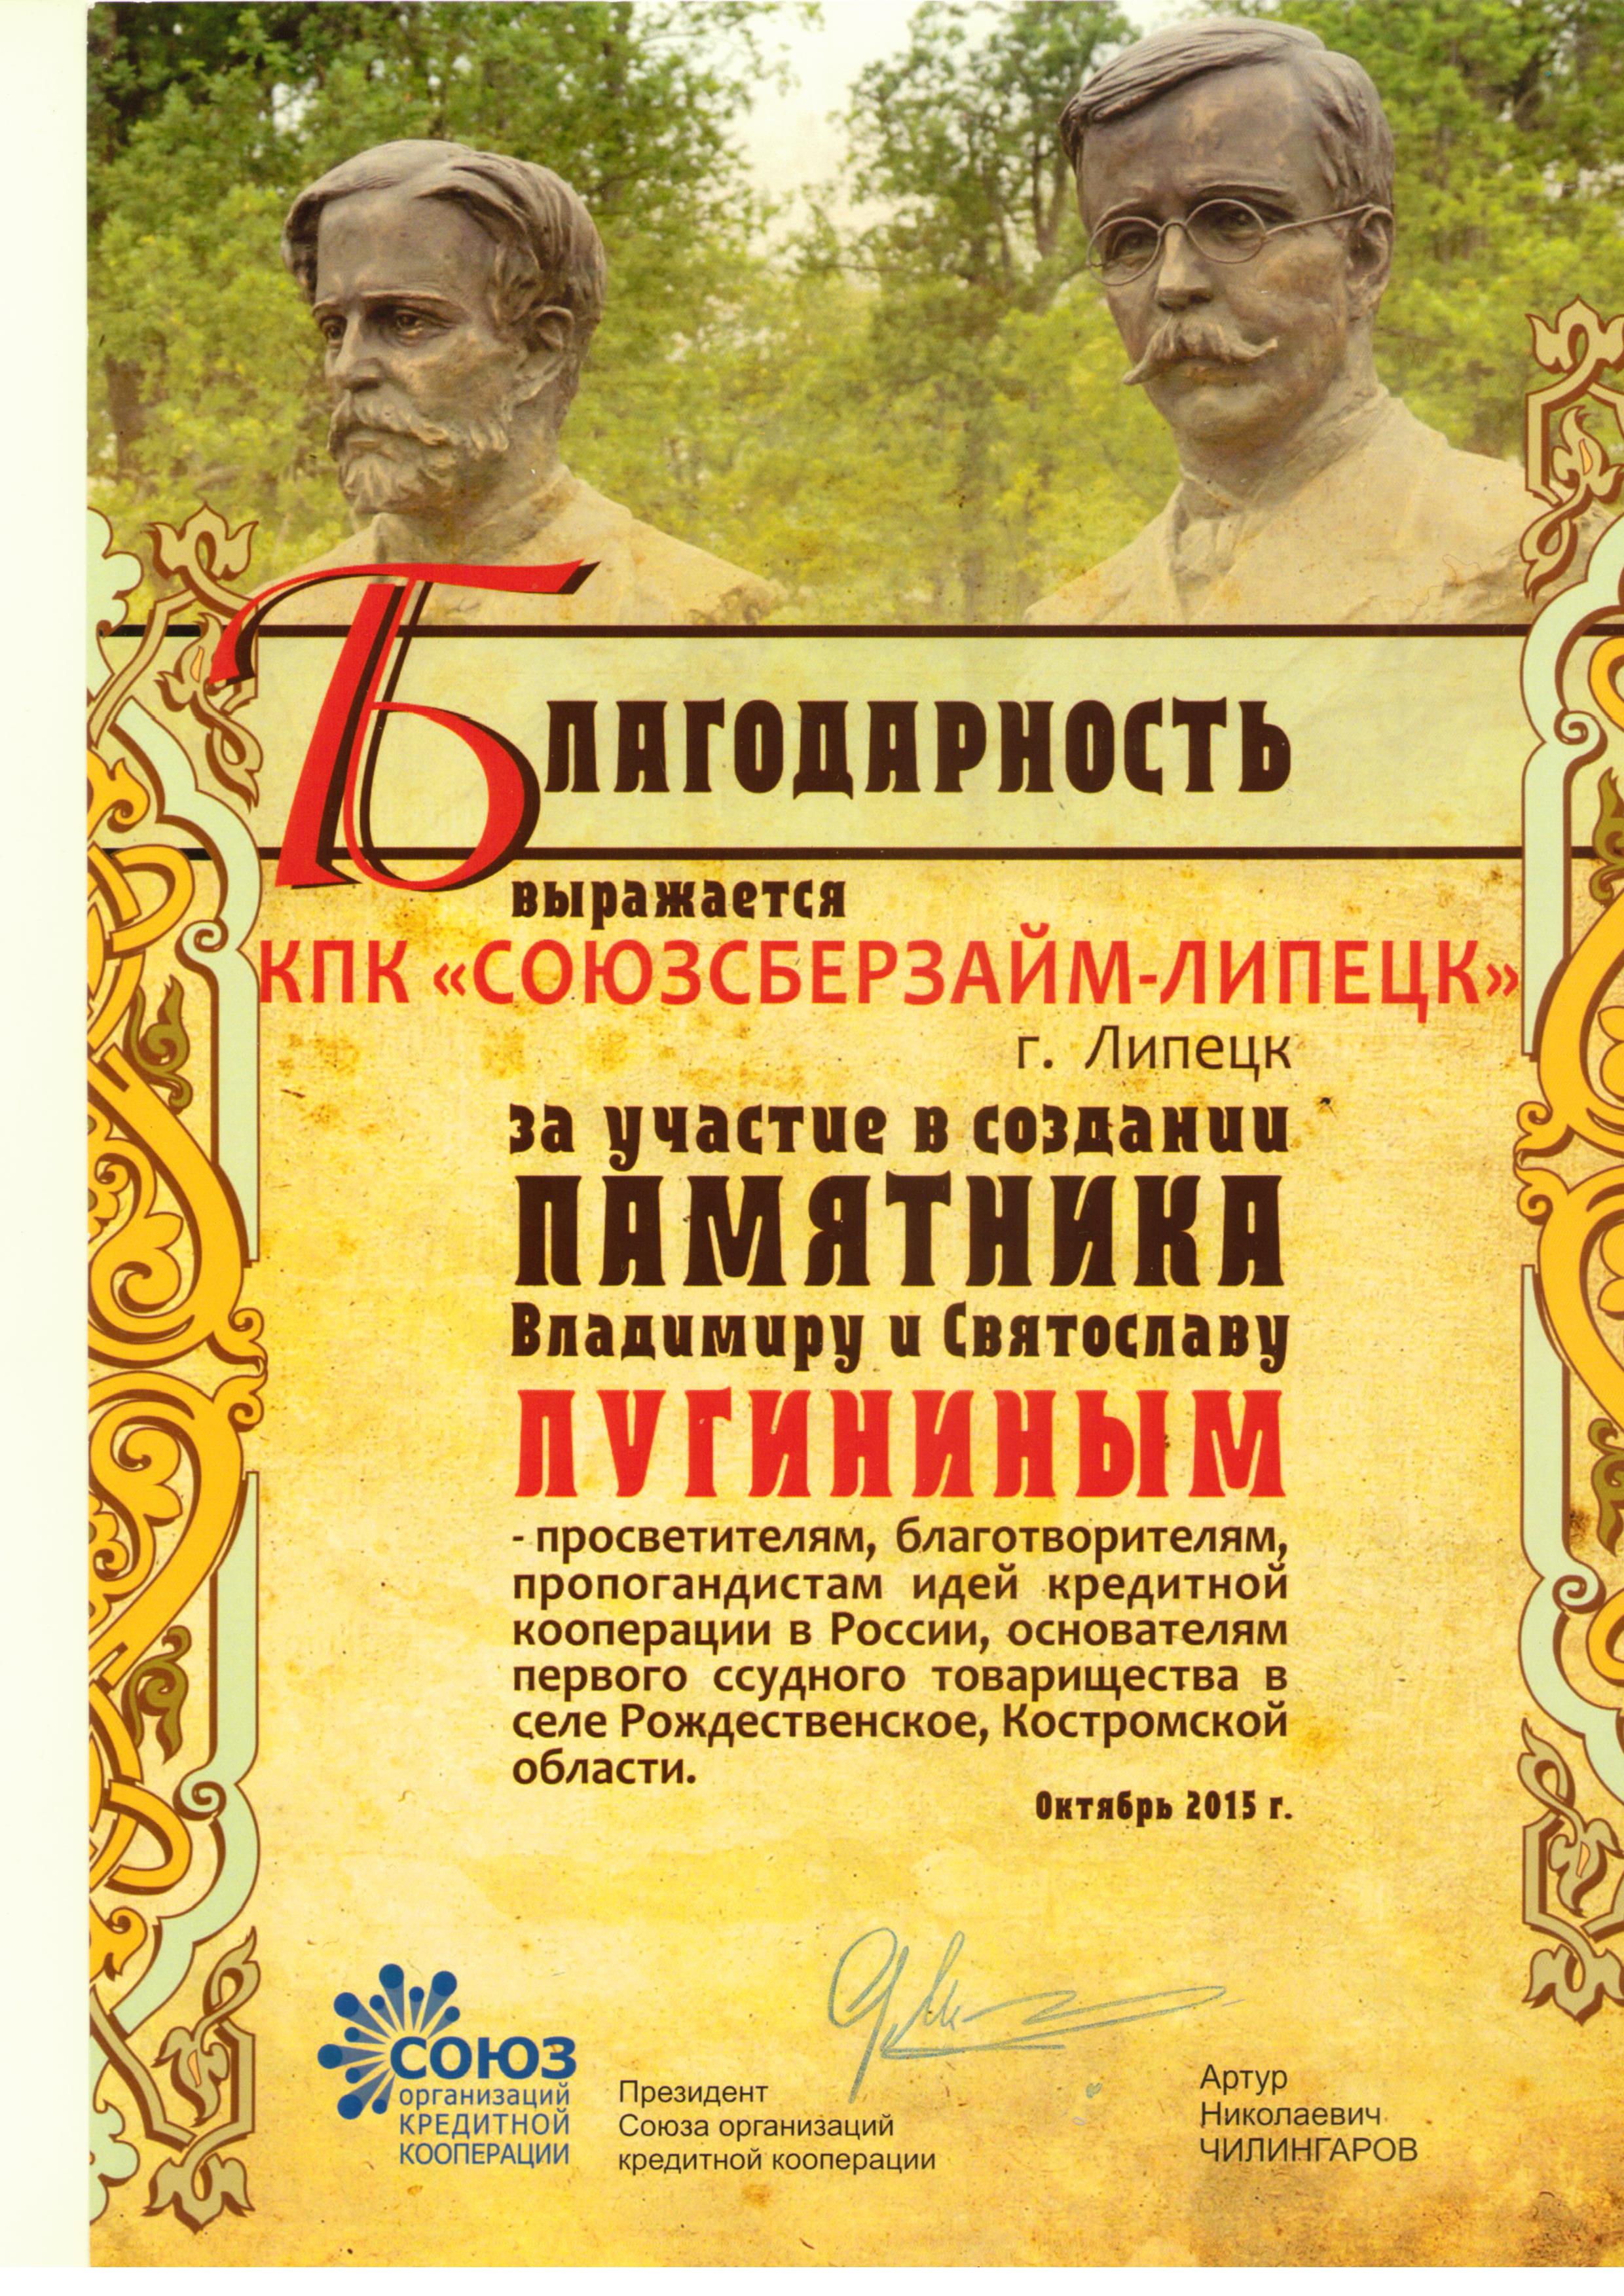 Благодарность
выражается
КПК «СОЮЗСБЕРЗАЙМ-ЛИПЕЦК»
г. Липецк
за участие в создании
ПАМЯТНИКА
Владимиру и Святославу
ЛУГИНИНЫМ
- просветителям, благотворителям,
пропогандистам идей кредитной
кооперации в России, основателям
первого ссудного товарищества в
селе Рождественское, Костромской
области.
Октябрь 2015 г.
СОЮЗ
организаций
КРЕДИТНОЙ
КООПЕРАЦИИ
Президент
Союза организаций
кредитной кооперации
Артур
Николаевич
ЧИЛИНГАРОВ